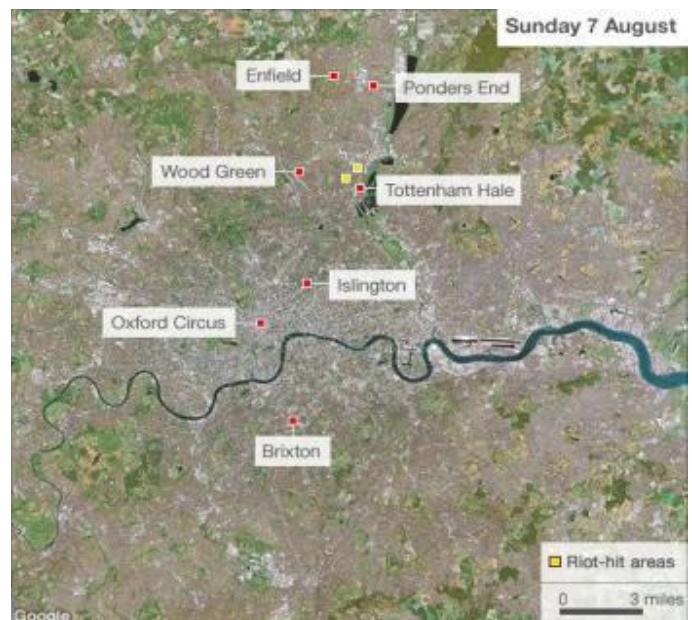 Sunday 7 August
Enfield
Ponders End
Wood Green
Tottenham Hale
Islington
Oxford Circus
Brixton
Riot-hit areas
0 3 miles
Google